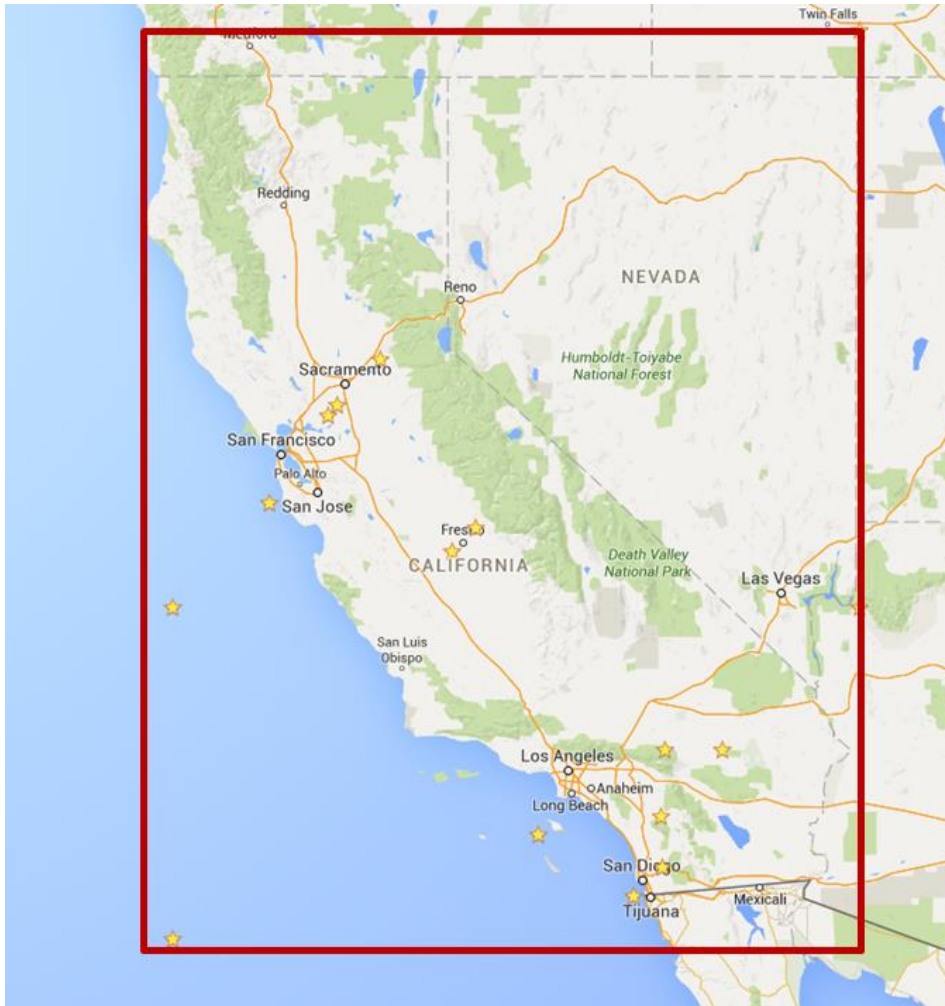 Twin Falls
Medford
Redding
NEVADA
Reno
Humboldt-Toiyabe
National Forest
Sacramento
San Francisco
Palo Alto
San Jose
Fresno
CALIFORNIA
Death Valley
National Park
Las Vegas
San Luis
Obispo
Los Angeles
Anaheim
Long Beach
San Diego
Tijuana
Mexicali